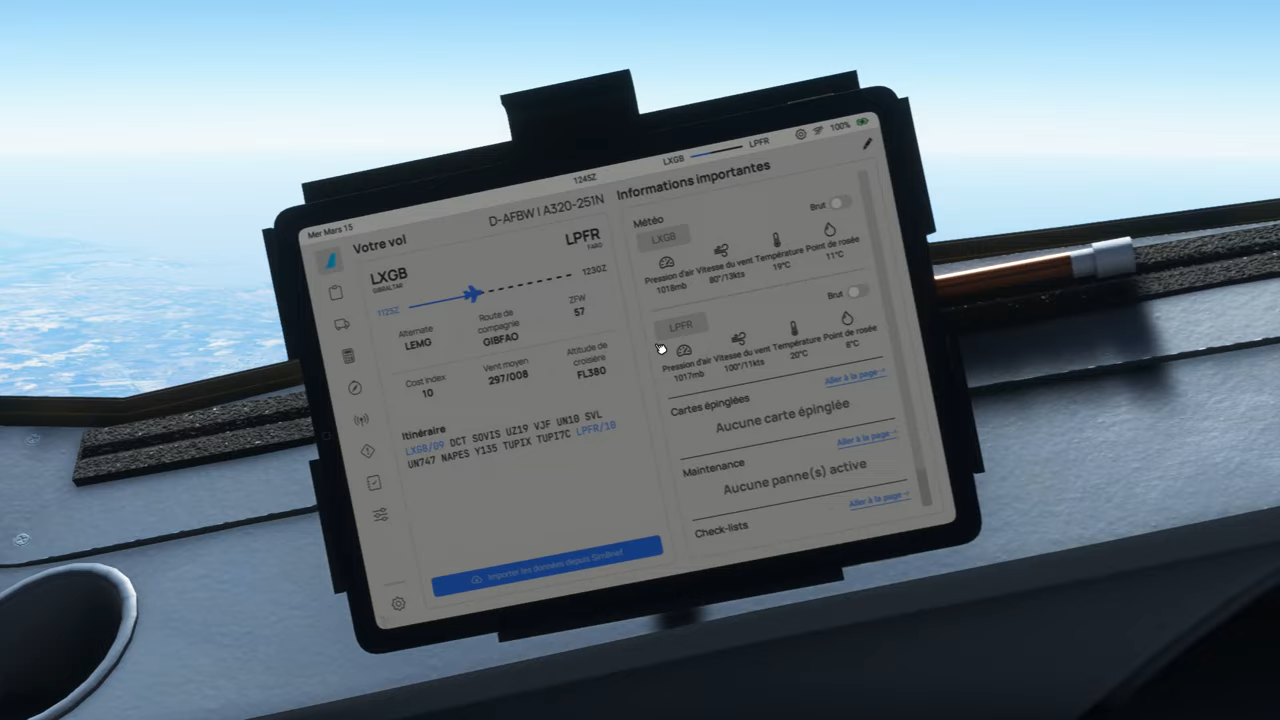 Mer Mars 15
1245Z
LXGB
LPFR
100%
Votre vol
D-AFBW | A320-251N
LXGB
GIBRALTAR
LPFR
FARO
1125Z
1230Z
Alternate
LEMG
Route de
compagnie
GIBFAO
ZFW
57
Cost Index
10
Vent moyen
297/008
Altitude de
croisière
FL380
Itinéraire
LXGB/09 DCT SOVIS UZ19 VJF UN10 SVL
UN747 NAPES Y135 TUPIX TUPI7C LPFR/10
Importer les données depuis SimBrief
Informations importantes
Météo
Brut
LXGB
Pression d'air Vitesse du vent Température Point de rosée
1018mb 80°/13kts 19°C 11°C
Brut
LPFR
Pression d'air Vitesse du vent Température Point de rosée
1017mb 100°/11kts 20°C 6°C
Aller à la page
Cartes épinglées
Aucune carte épinglée
Aller à la page
Maintenance
Aucune panne(s) active
Aller à la page
Check-lists